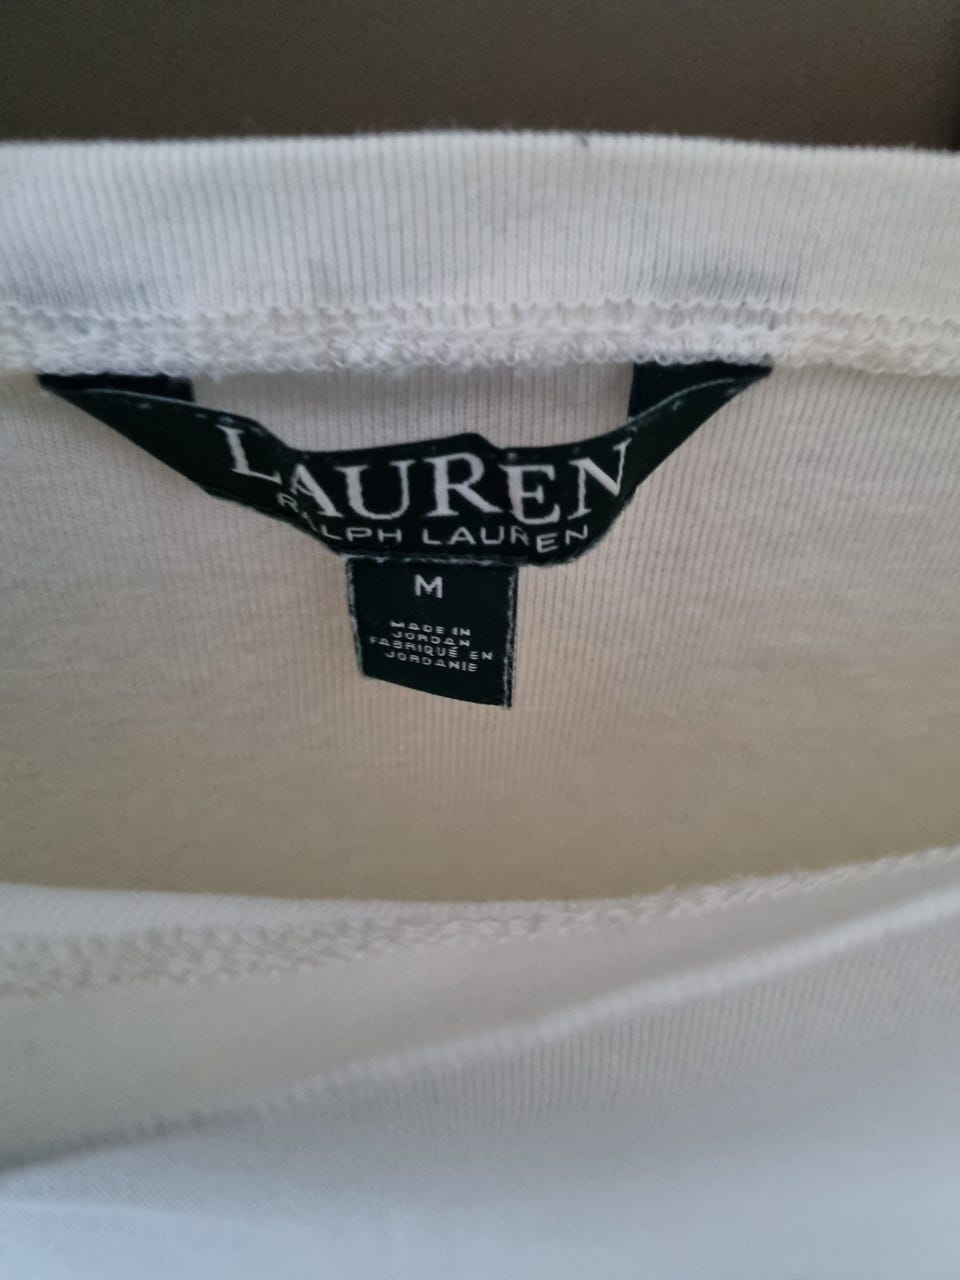 LAUREN
RALPH LAUREN
M
MADE IN
JORDAN
FABRIQUÉ EN
JORDANIE